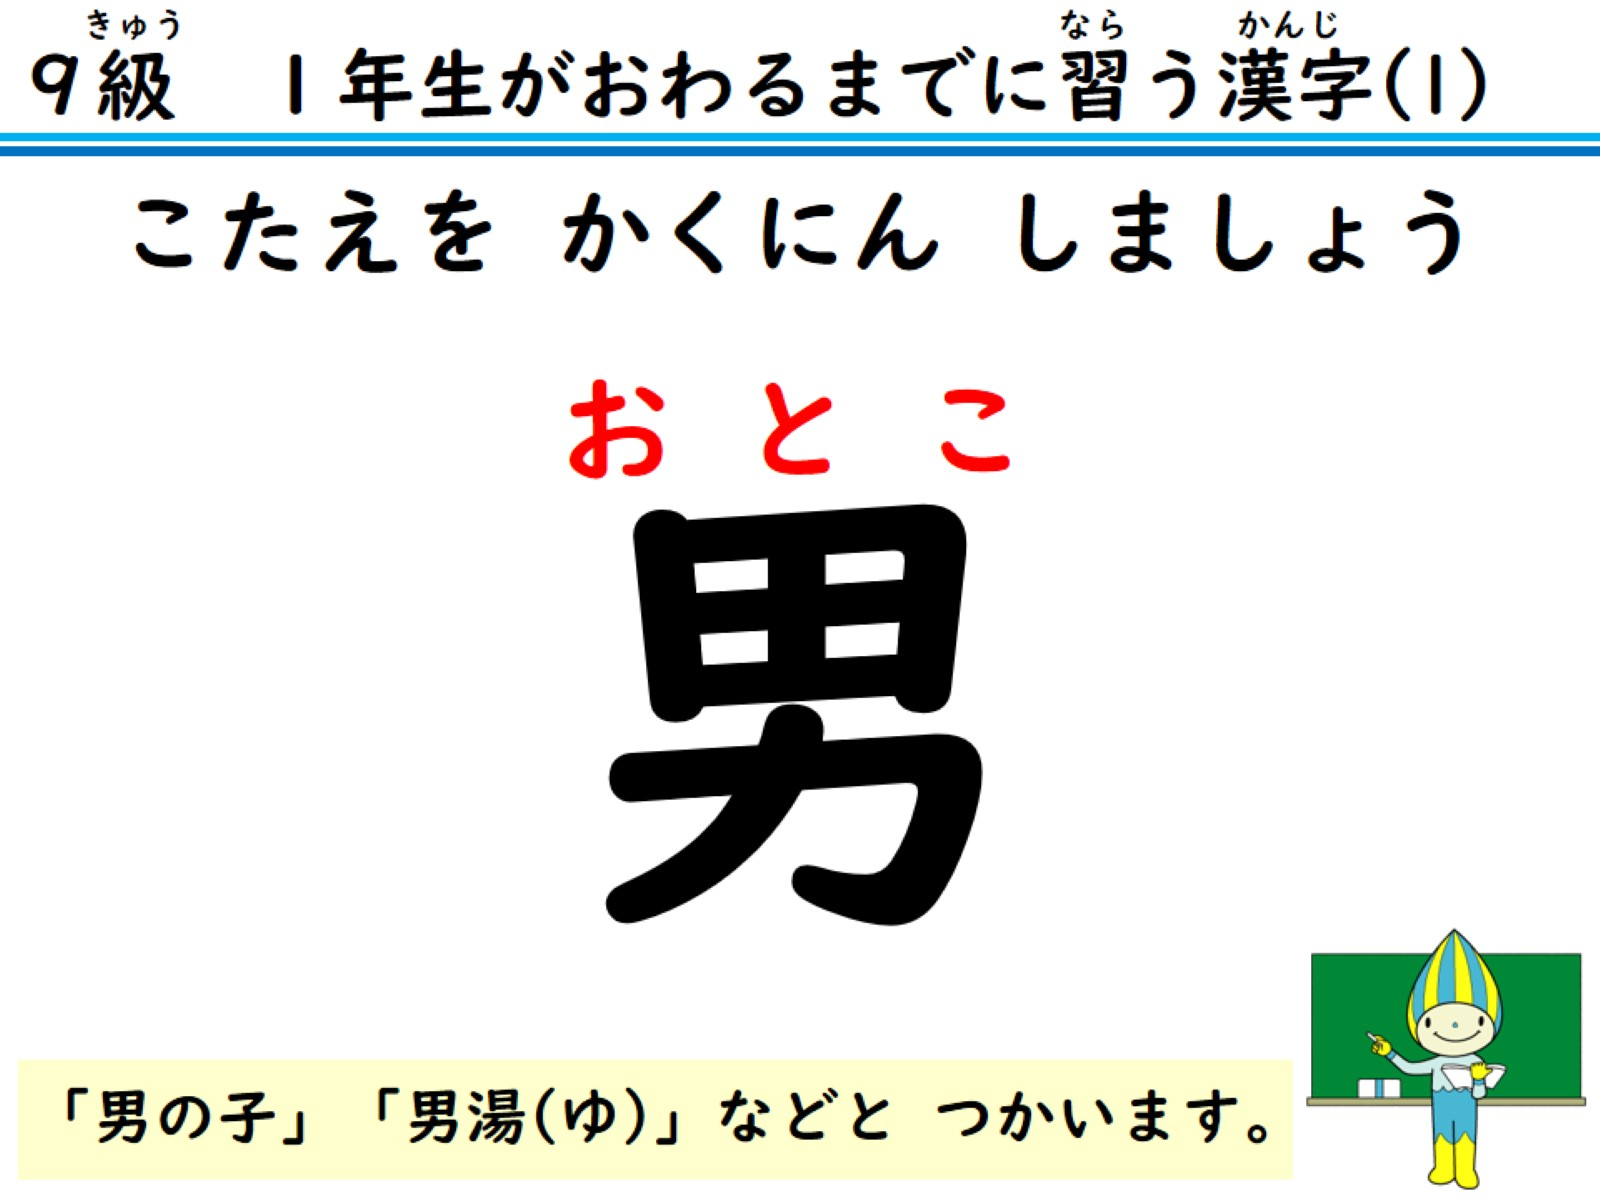 きゅう なら かんじ
9級 1年生がおわるまでに習う漢字(1)
こたえを かくにん しましょう
おとこ
男
「男の子」「男湯(ゆ)」などと つかいます。